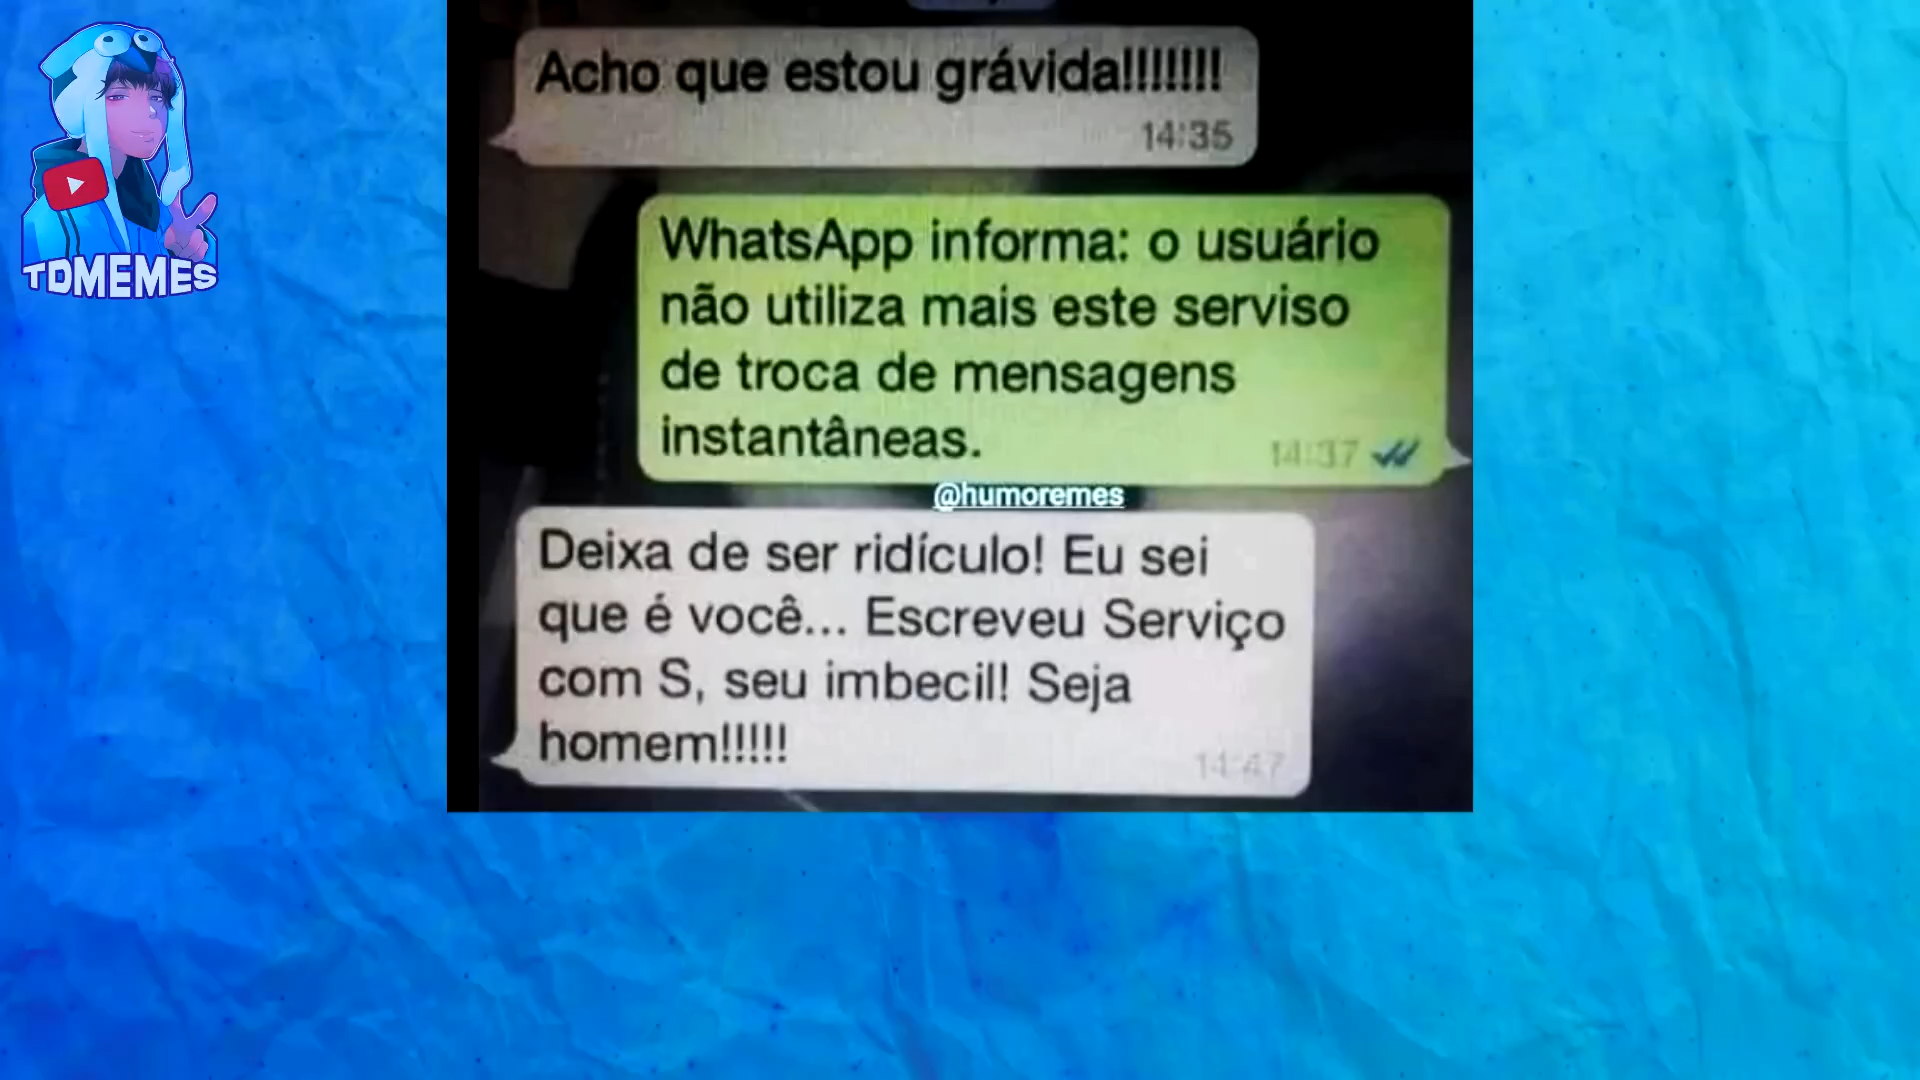 Acho que estou grávida!!!!!!!
14:35
WhatsApp informa: o usuário
não utiliza mais este serviso
de troca de mensagens
instantâneas.
14:37
@humoremes
Deixa de ser ridículo! Eu sei
que é você... Escreveu Serviço
com S, seu imbecil! Seja
homem!!!!!
14:47
TDMEMES